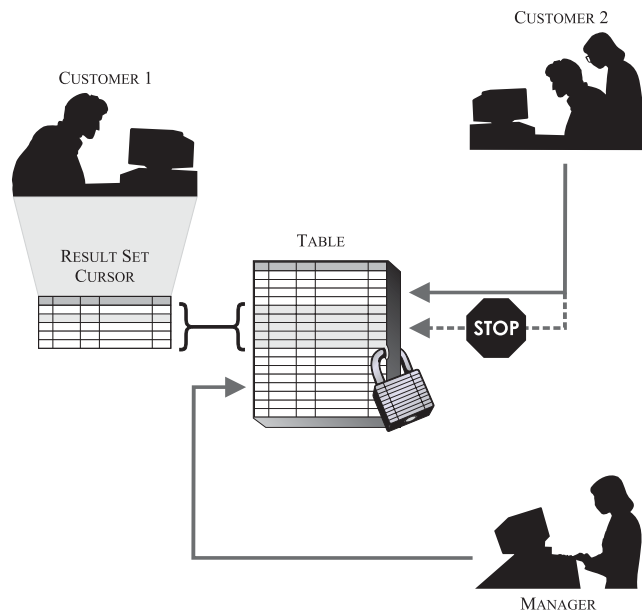 CUSTOMER 2
CUSTOMER 1
RESULT SET
CURSOR
TABLE
STOP
MANAGER